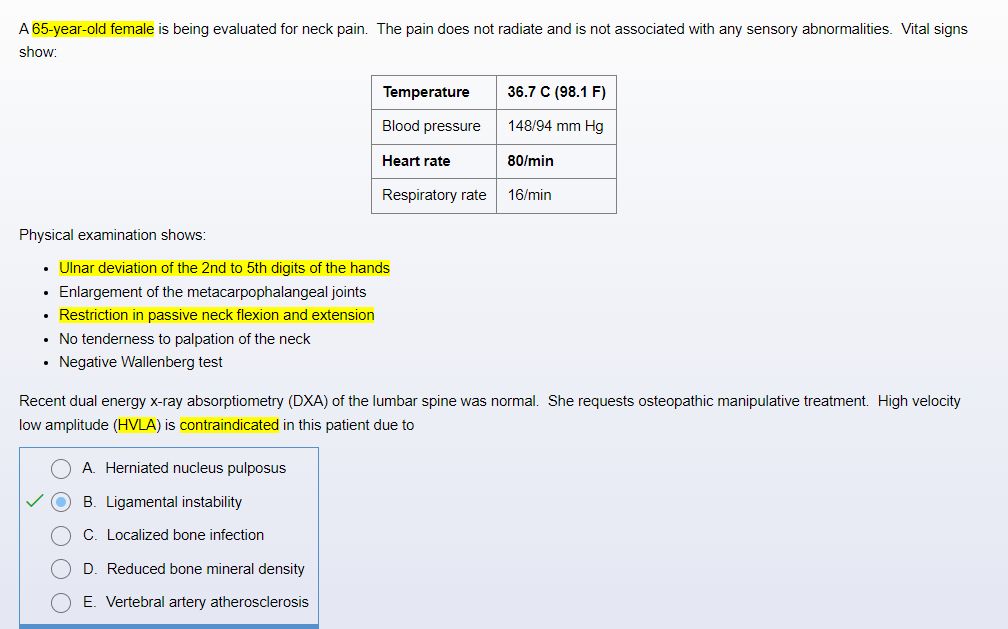 A 65-year-old female is being evaluated for neck pain.  The pain does not radiate and is not associated with any sensory abnormalities.  Vital signs
show:
Temperature 36.7 C (98.1 F)
Blood pressure 148/94 mm Hg
Heart rate 80/min
Respiratory rate 16/min
Physical examination shows:
• Ulnar deviation of the 2nd to 5th digits of the hands
• Enlargement of the metacarpophalangeal joints
• Restriction in passive neck flexion and extension
• No tenderness to palpation of the neck
• Negative Wallenberg test
Recent dual energy x-ray absorptiometry (DXA) of the lumbar spine was normal.  She requests osteopathic manipulative treatment.  High velocity
low amplitude (HVLA) is contraindicated in this patient due to
A. Herniated nucleus pulposus
B. Ligamental instability
C. Localized bone infection
D. Reduced bone mineral density
E. Vertebral artery atherosclerosis